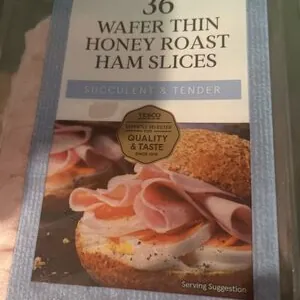 36
WAFER THIN
HONEY ROAST
HAM SLICES
SUCCULENT & TENDER
TESCO
QUALITY
& TASTE
Serving Suggestion